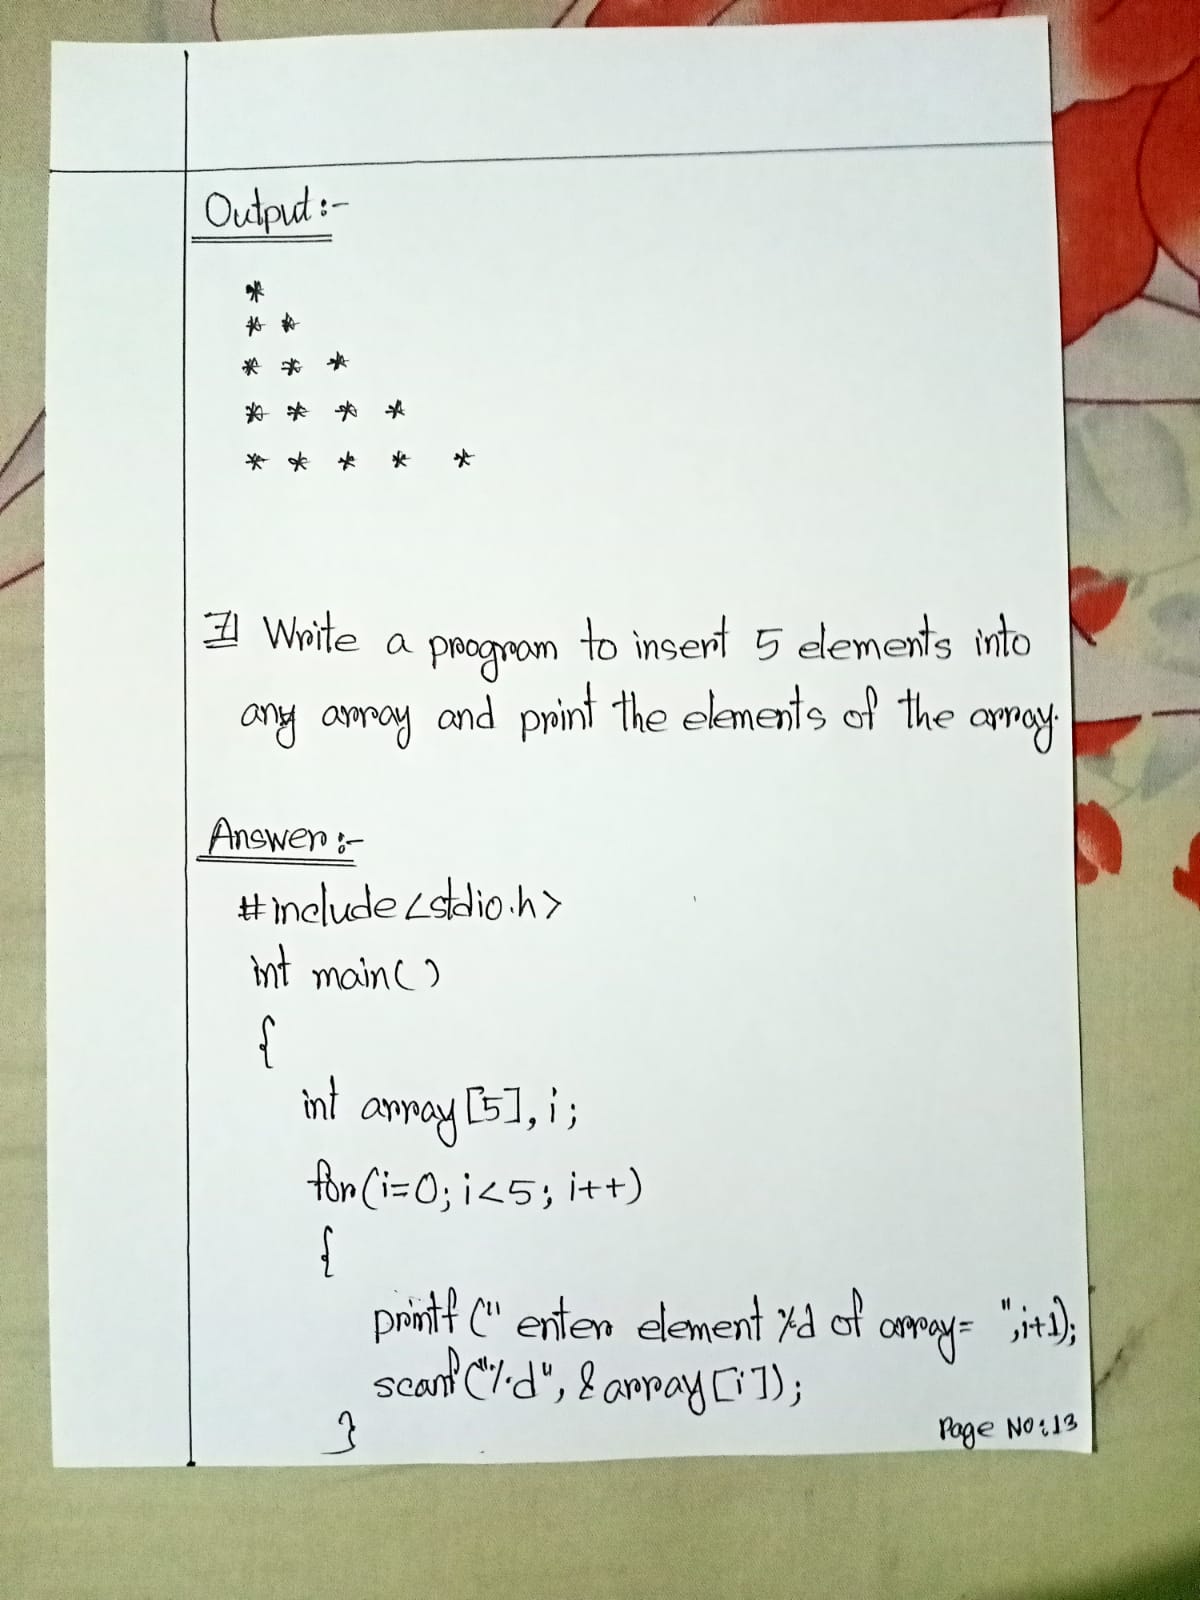 Output:-
*
* *
* * *
* * * *
* * * * *
7] Write a program to insert 5 elements into
any array and print the elements of the array.
Answer:-
#include<stdio.h>
int main()
{
int array[5], i;
for(i=0; i<5; i++)
{
printf(" enter element %d of array= ",i+1);
scanf("%d", &array[i]);
}
Page No:13